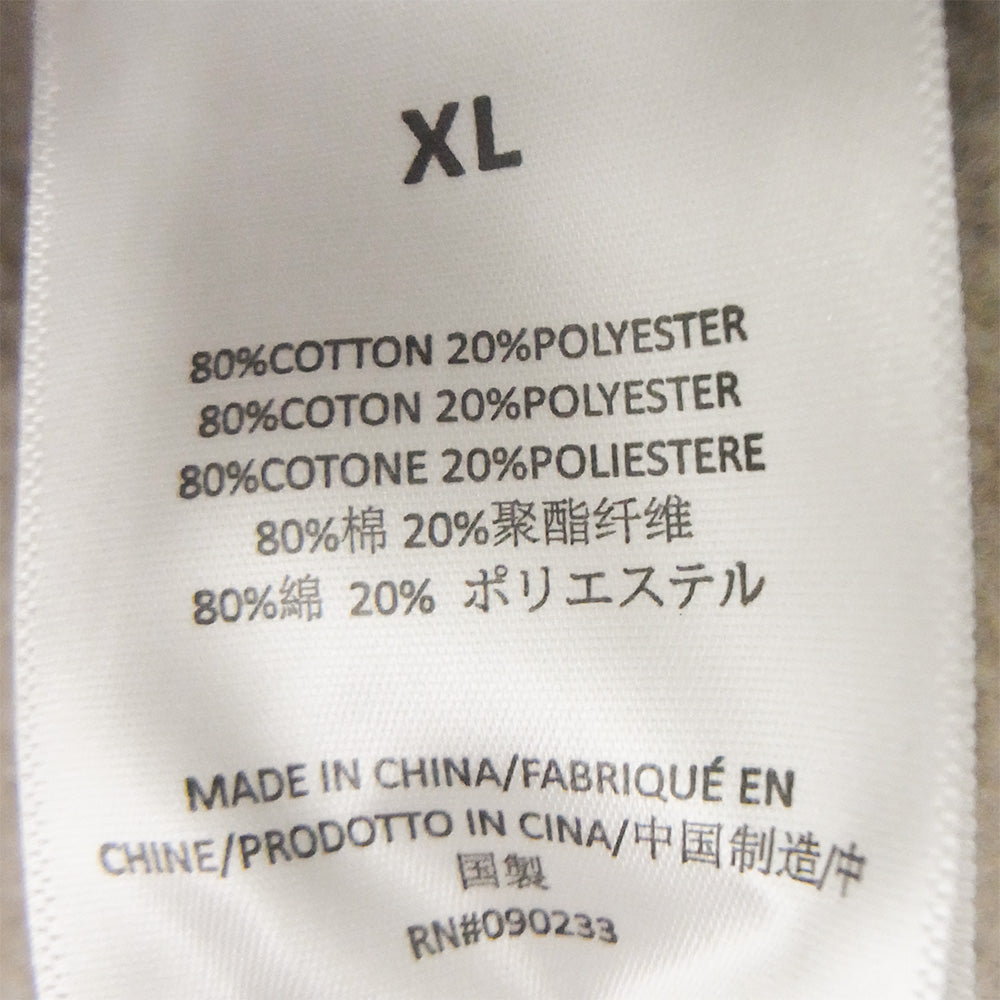 XL
80%COTTON 20%POLYESTER
80%COTON 20%POLYESTER
80%COTONE 20%POLIESTERE
80%棉 20%聚酯纤维
80%綿 20% ポリエステル
MADE IN CHINA/FABRIQUÉ EN
CHINE/PRODOTTO IN CINA/中国制造/中
国製
RN#090233